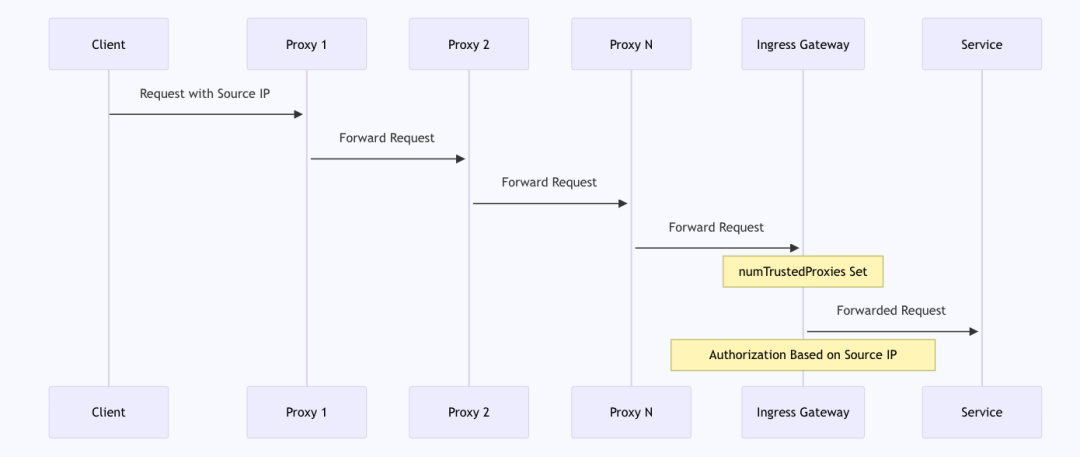 Client
Proxy 1
Proxy 2
Proxy N
Ingress Gateway
Service
Request with Source IP
Forward Request
Forward Request
Forward Request
numTrustedProxies Set
Forwarded Request
Authorization Based on Source IP
Client
Proxy 1
Proxy 2
Proxy N
Ingress Gateway
Service